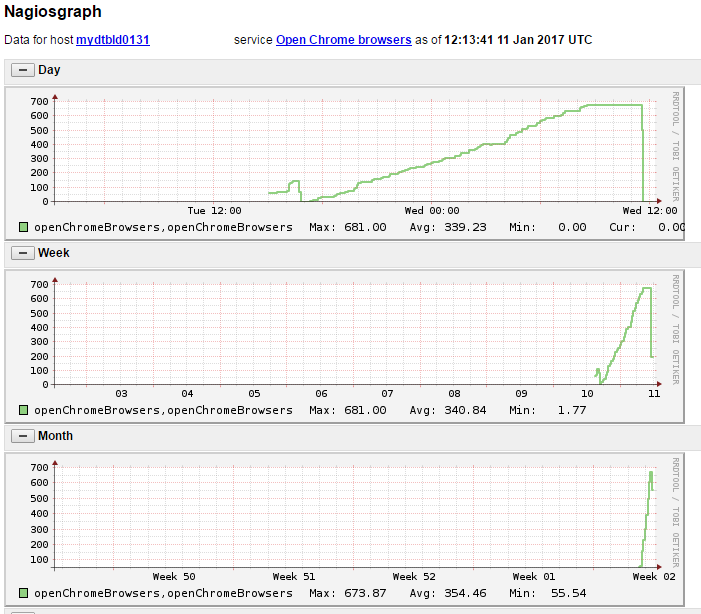 Nagiosgraph
Data for host mydtbld0131 service Open Chrome browsers as of 12:13:41 11 Jan 2017 UTC
Day
700
600
500
400
300
200
100
0
Tue 12:00 Wed 00:00 Wed 12:00
openChromeBrowsers,openChromeBrowsers Max: 681.00 Avg: 339.23 Min: 0.00 Cur: 0.00
RRDTOOL / TOBI OETIKER
Week
700
600
500
400
300
200
100
0
03 04 05 06 07 08 09 10 11
openChromeBrowsers,openChromeBrowsers Max: 681.00 Avg: 340.84 Min: 1.77
RRDTOOL / TOBI OETIKER
Month
700
600
500
400
300
200
100
Week 50 Week 51 Week 52 Week 01 Week 02
openChromeBrowsers,openChromeBrowsers Max: 673.87 Avg: 354.46 Min: 55.54
RRDTOOL / TOBI OETIKER